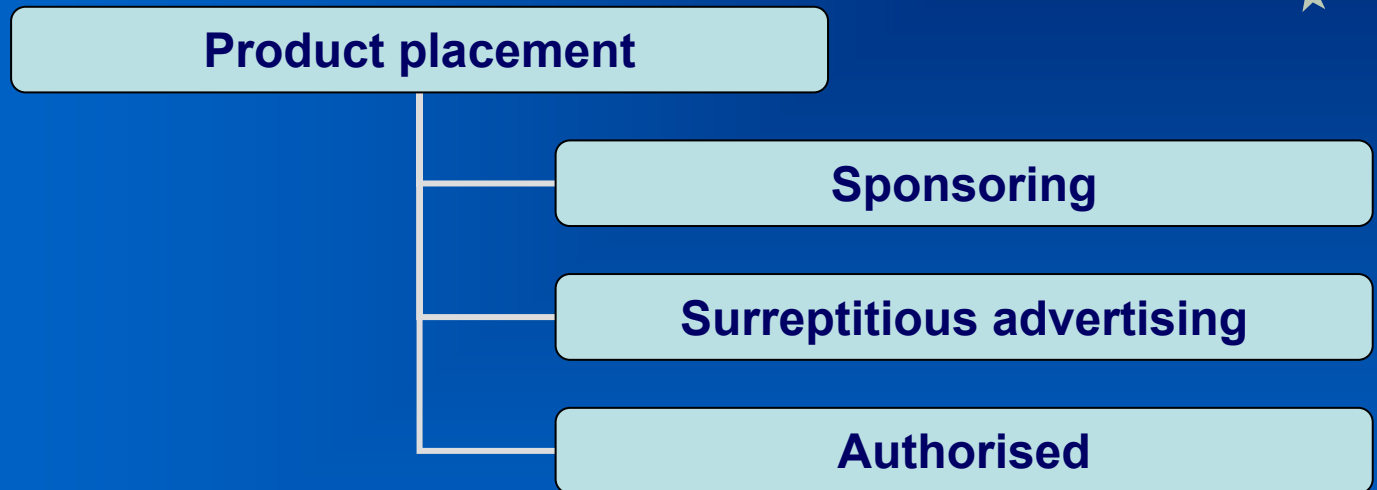 Product placement
Sponsoring
Surreptitious advertising
Authorised